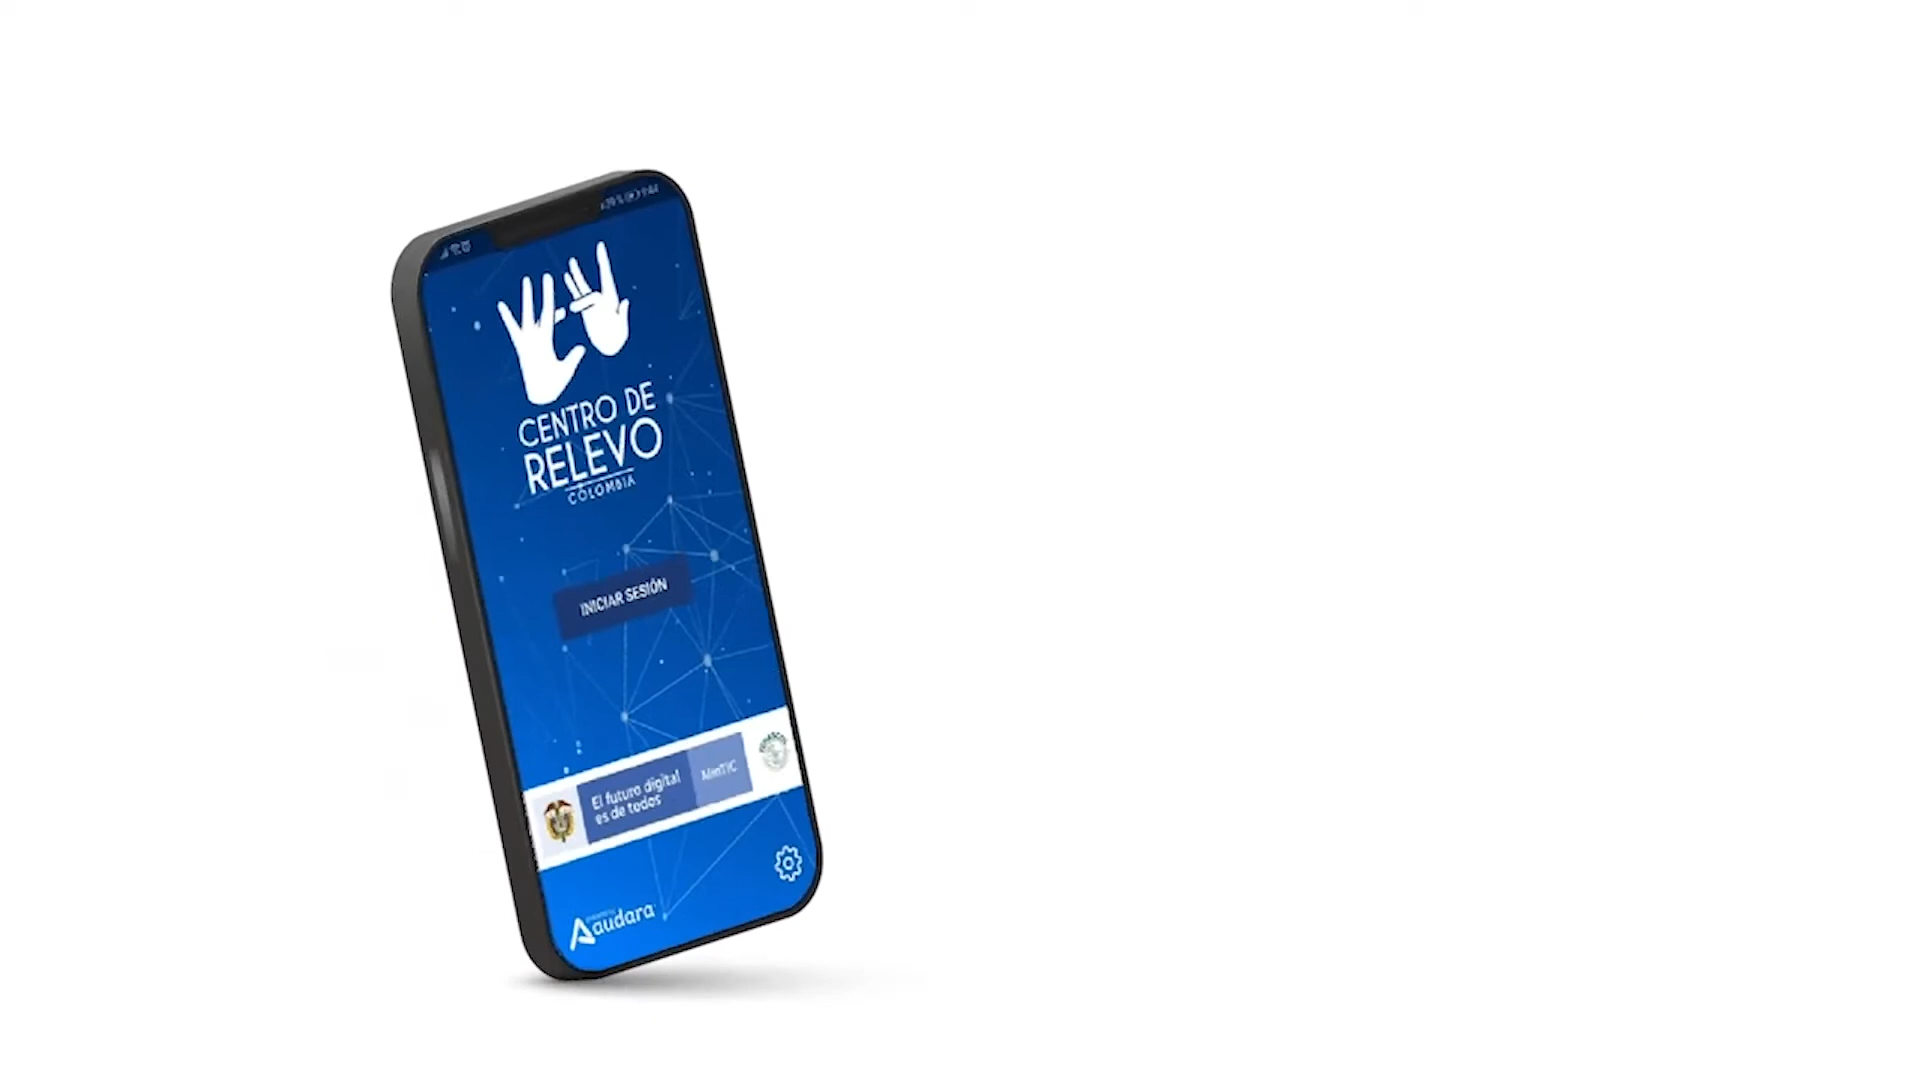 CENTRO DE
RELEVO
COLOMBIA
INICIAR SESIÓN
El futuro digital
es de todos
MinTIC
audara